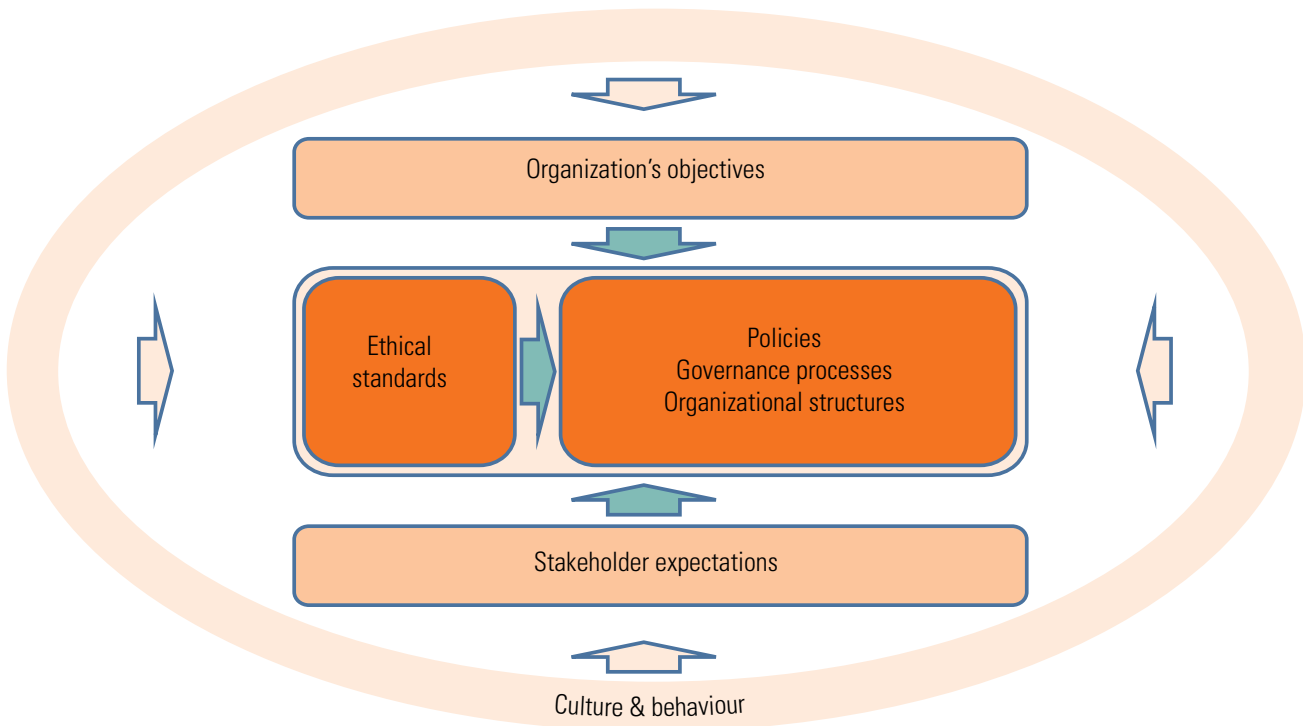 Organization's objectives
Ethical
standards
Policies
Governance processes
Organizational structures
Stakeholder expectations
Culture & behaviour